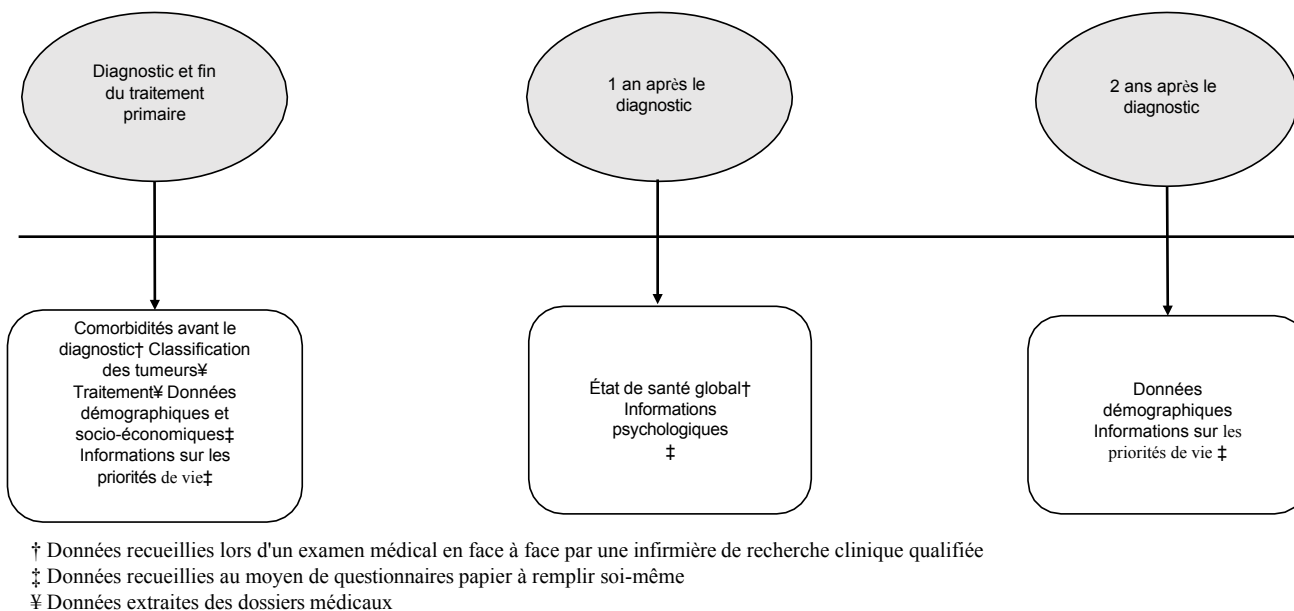 Diagnostic et fin
du traitement
primaire
1 an après le
diagnostic
2 ans après le
diagnostic
Comorbidités avant le
diagnostic† Classification
des tumeurs¥
Traitement¥ Données
démographiques et
socio-économiques‡
Informations sur les
priorités de vie‡
État de santé global†
Informations
psychologiques
‡
Données
démographiques
Informations sur les
priorités de vie ‡
† Données recueillies lors d'un examen médical en face à face par une infirmière de recherche clinique qualifiée
‡ Données recueillies au moyen de questionnaires papier à remplir soi-même
¥ Données extraites des dossiers médicaux